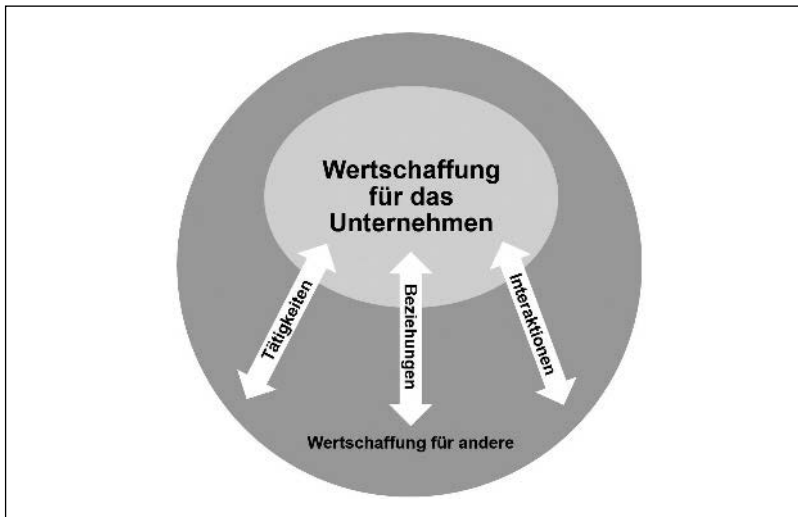 Wertschaffung
für das
Unternehmen
Tätigkeiten
Beziehungen
Interaktionen
Wertschaffung für andere